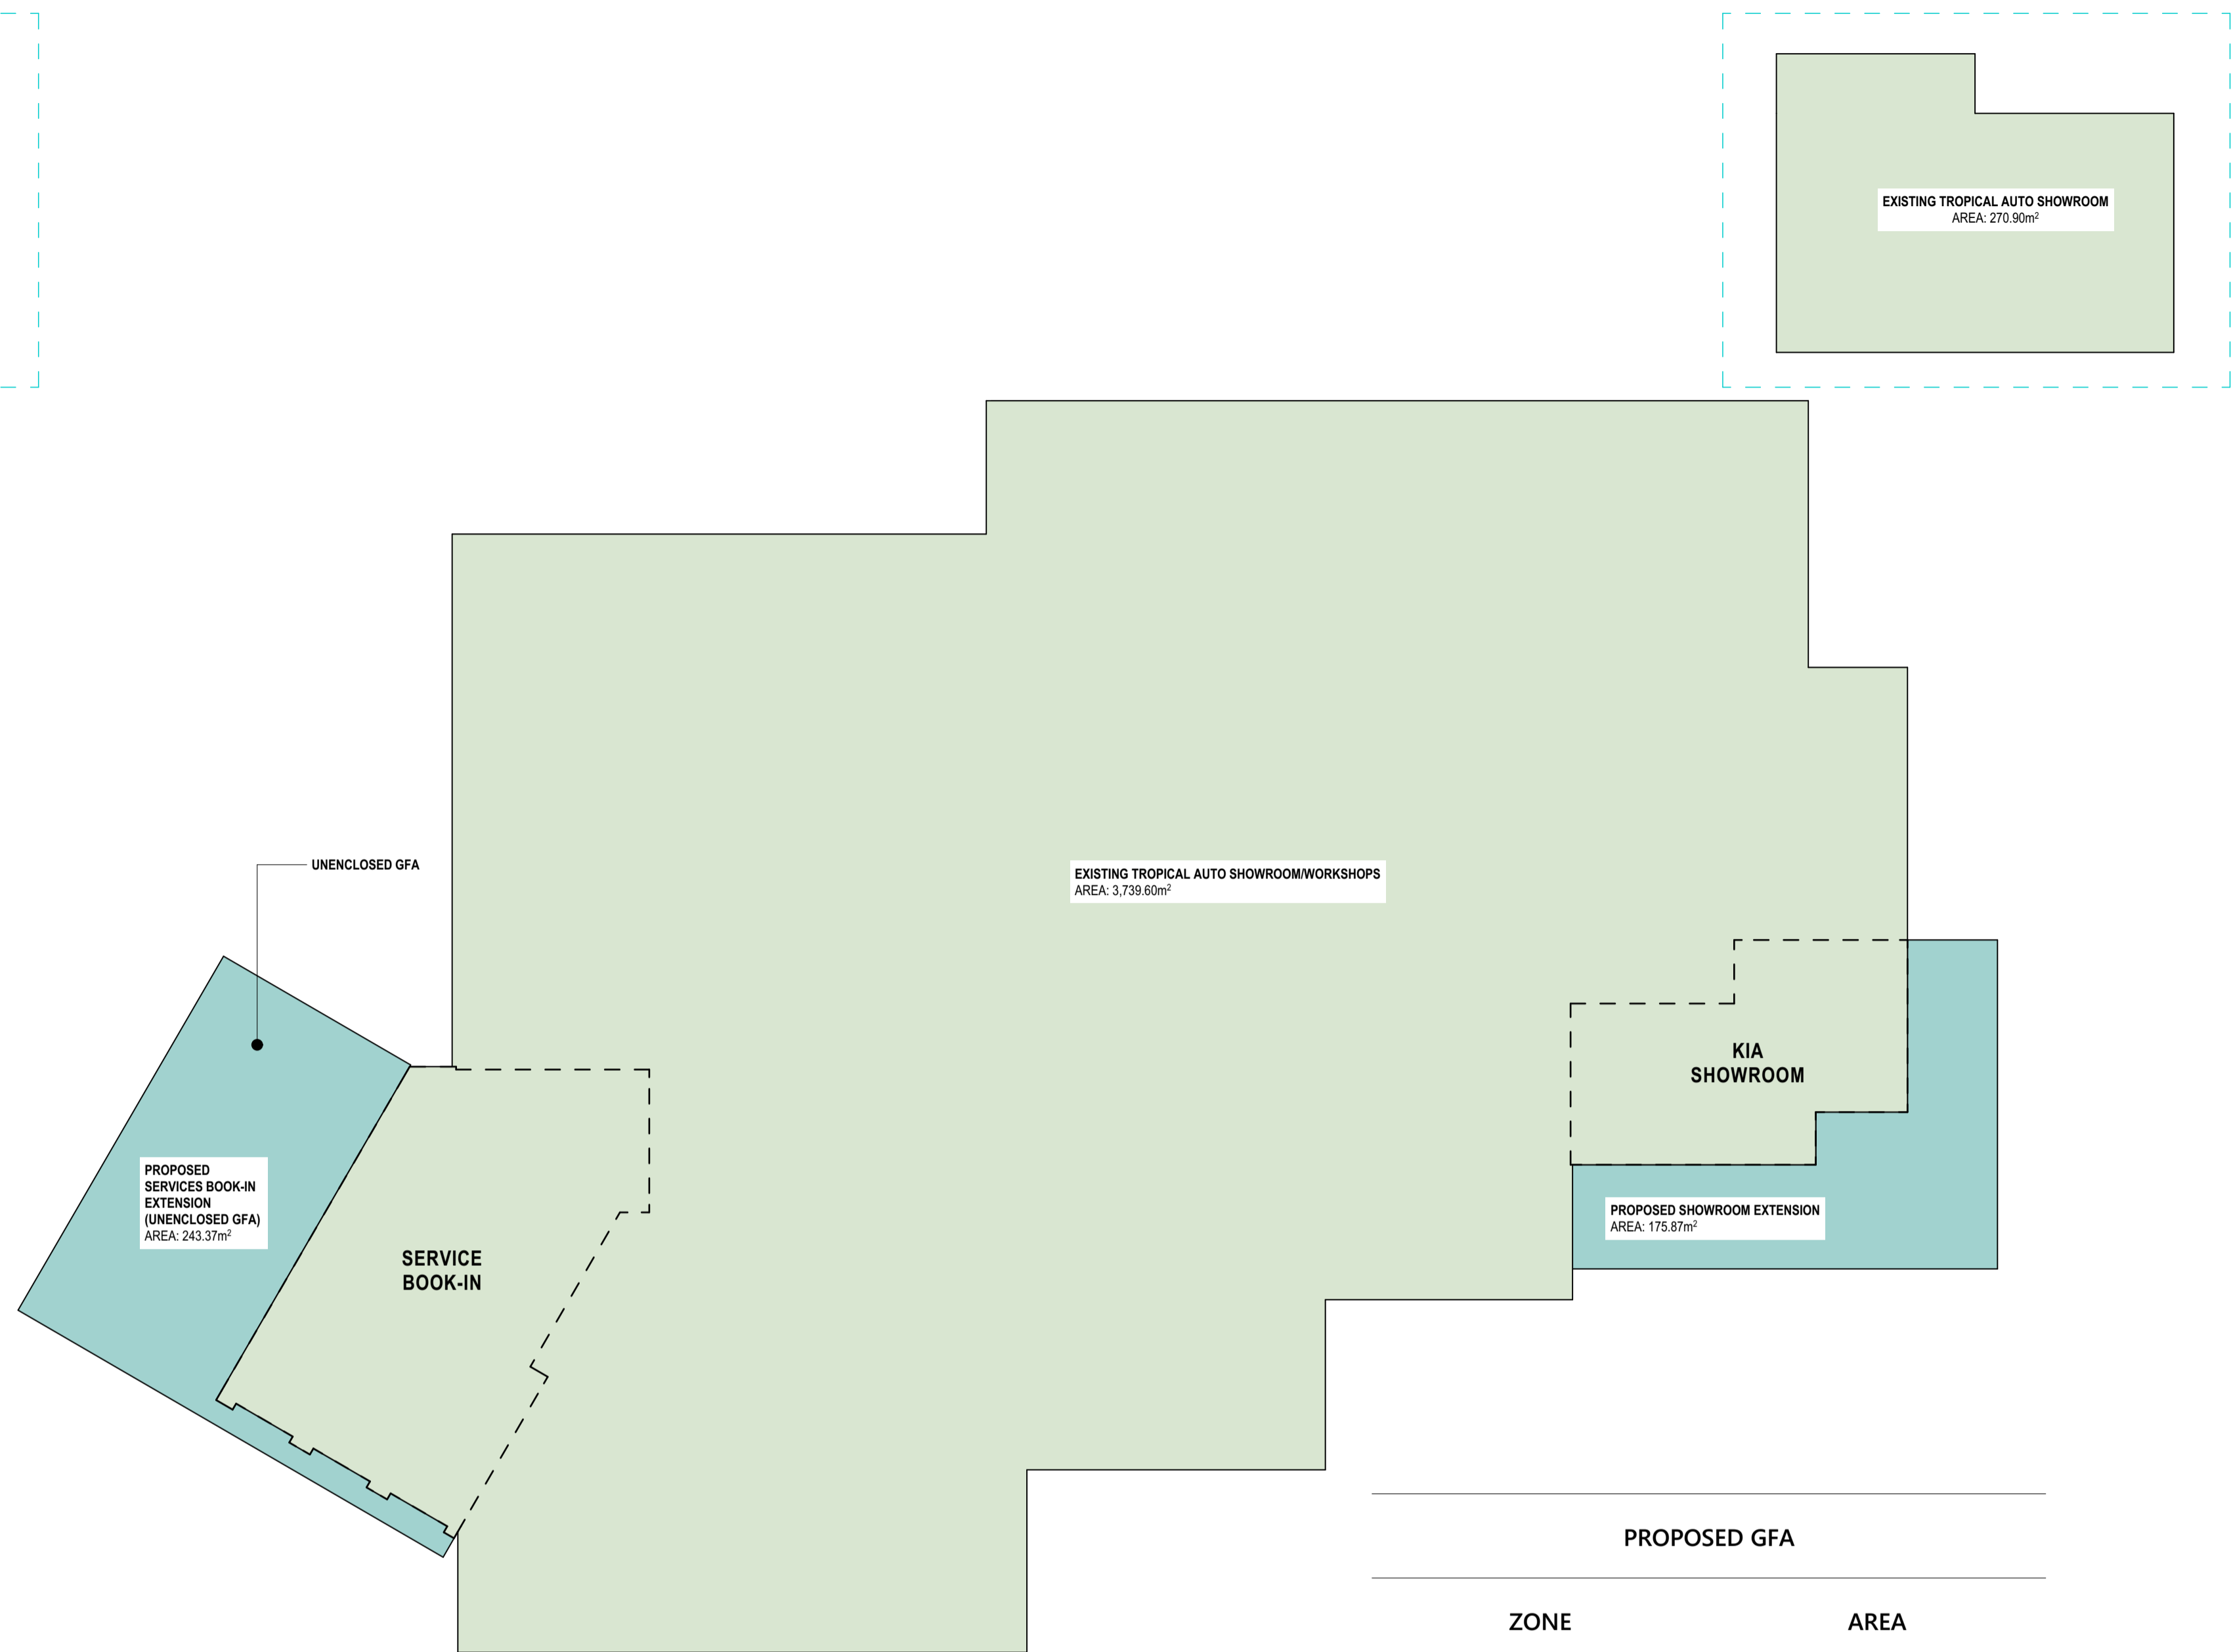 EXISTING TROPICAL AUTO SHOWROOM
AREA: 270.90m²
UNENCLOSED GFA
EXISTING TROPICAL AUTO SHOWROOM/WORKSHOPS
AREA: 3,739.60m²
KIA
SHOWROOM
PROPOSED
SERVICES BOOK-IN
EXTENSION
(UNENCLOSED GFA)
AREA: 243.37m²
SERVICE
BOOK-IN
PROPOSED SHOWROOM EXTENSION
AREA: 175.87m²
PROPOSED GFA
ZONE AREA